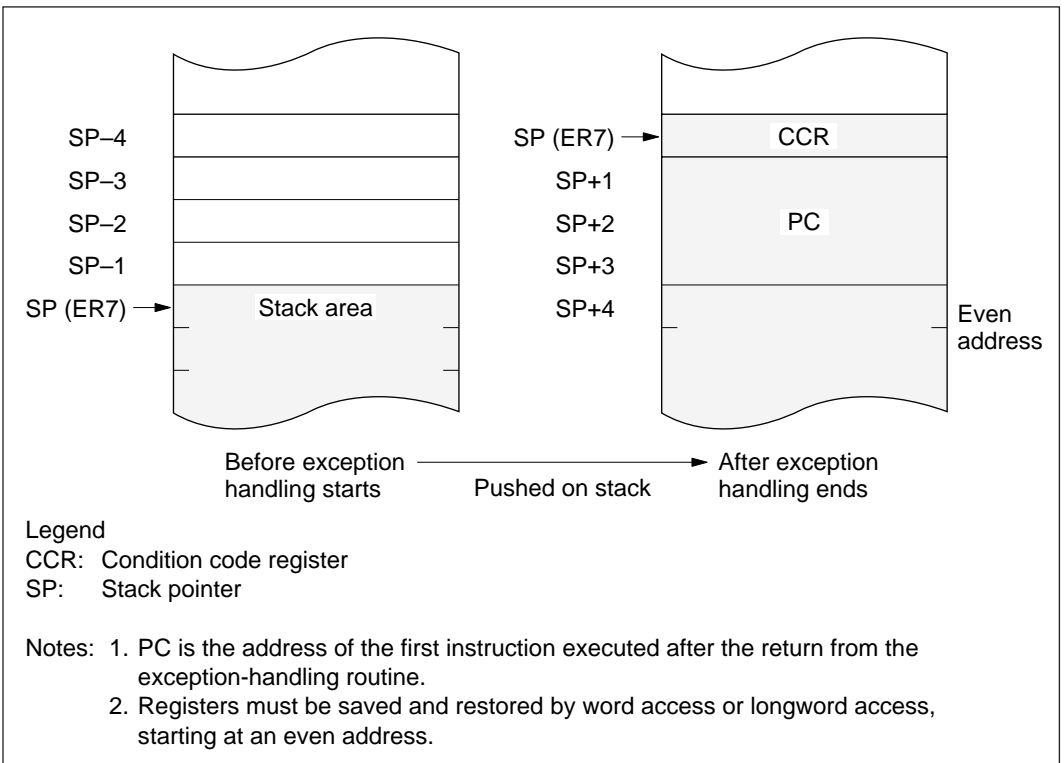 SP–4
SP–3
SP–2
SP–1
SP (ER7)
Stack area
SP (ER7)
CCR
SP+1
SP+2
PC
SP+3
SP+4
Even
address
Before exception
handling starts
Pushed on stack
After exception
handling ends
Legend
CCR: Condition code register
SP: Stack pointer
Notes: 1. PC is the address of the first instruction executed after the return from the
exception-handling routine.
2. Registers must be saved and restored by word access or longword access,
starting at an even address.